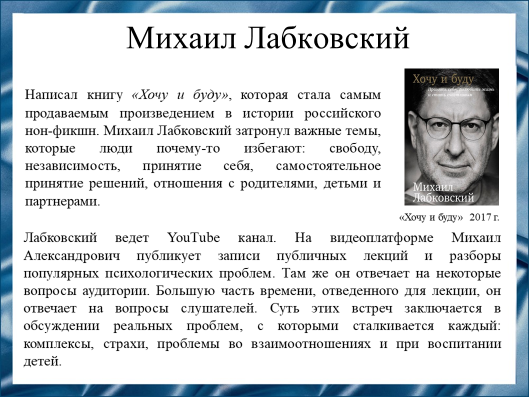 Михаил Лабковский
Написал книгу «Хочу и буду», которая стала самым
продаваемым произведением в истории российского
нон-фикшн. Михаил Лабковский затронул важные темы,
которые люди почему-то избегают: свободу,
независимость, принятие себя, самостоятельное
принятие решений, отношения с родителями, детьми и
партнерами.
Хочу и буду
Михаил
Лабковский
«Хочу и буду» 2017 г.
Лабковский ведет YouTube канал. На видеоплатформе Михаил
Александрович публикует записи публичных лекций и разборы
популярных психологических проблем. Там же он отвечает на некоторые
вопросы аудитории. Большую часть времени, отведенного для лекции, он
отвечает на вопросы слушателей. Суть этих встреч заключается в
обсуждении реальных проблем, с которыми сталкивается каждый:
комплексы, страхи, проблемы во взаимоотношениях и при воспитании
детей.